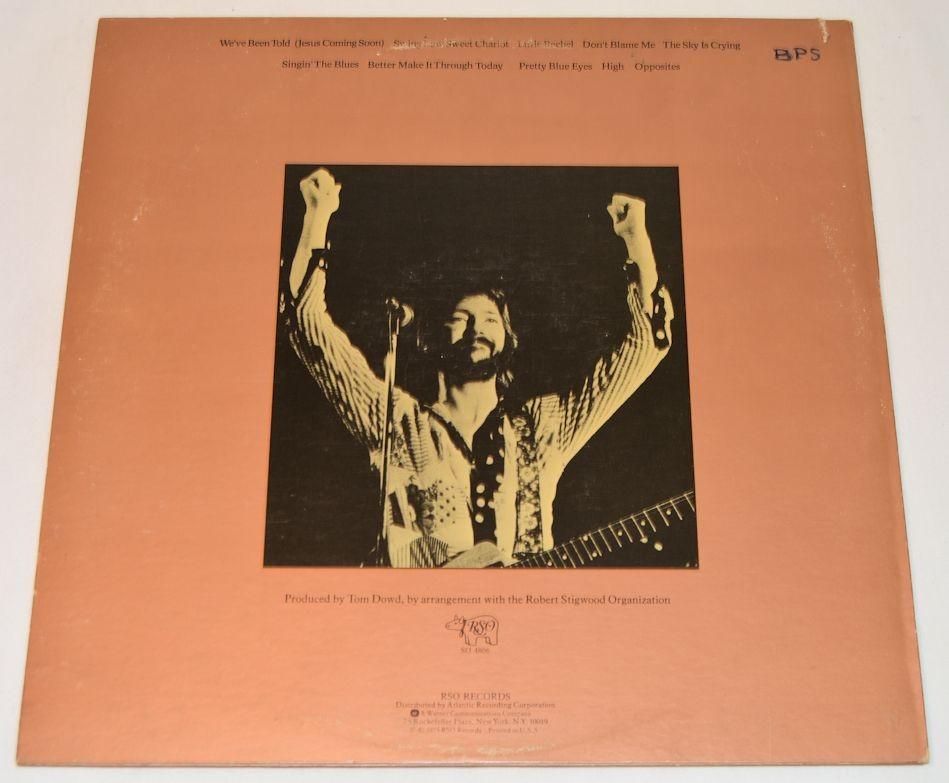 We've Been Told (Jesus Coming Soon) Swing Low Sweet Chariot Little Rachel Don't Blame Me The Sky Is Crying
BPS
Singin' The Blues Better Make It Through Today Pretty Blue Eyes High Opposites
Produced by Tom Dowd, by arrangement with the Robert Stigwood Organization
RSO
SO 4806
RSO RECORDS
Distributed by Atlantic Recording Corporation
A Warner Communications Company
75 Rockefeller Plaza, New York, N.Y. 10019
1975 RSO Records Printed in U.S.A.